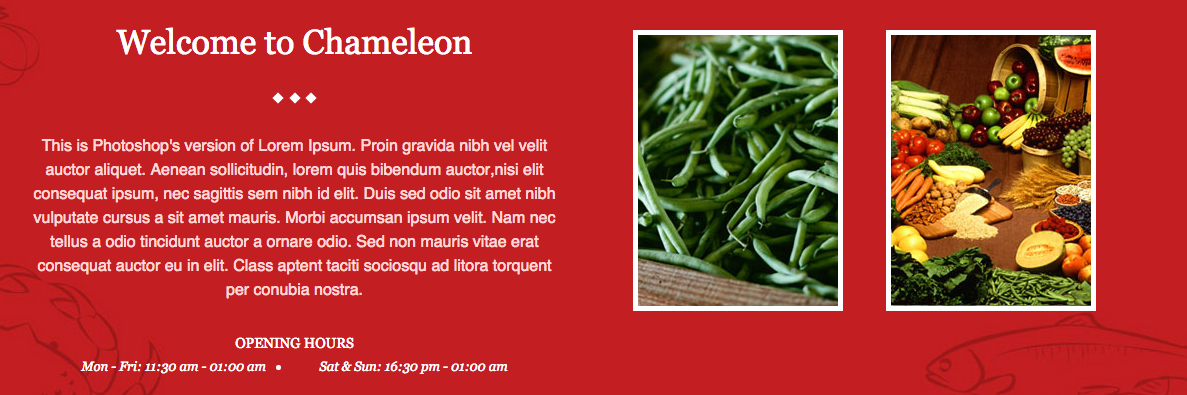 Welcome to Chameleon
This is Photoshop's version of Lorem Ipsum. Proin gravida nibh vel velit
auctor aliquet. Aenean sollicitudin, lorem quis bibendum auctor,nisi elit
consequat ipsum, nec sagittis sem nibh id elit. Duis sed odio sit amet nibh
vulputate cursus a sit amet mauris. Morbi accumsan ipsum velit. Nam nec
tellus a odio tincidunt auctor a ornare odio. Sed non mauris vitae erat
consequat auctor eu in elit. Class aptent taciti sociosqu ad litora torquent
per conubia nostra.
OPENING HOURS
Mon - Fri: 11:30 am - 01:00 am • Sat & Sun: 16:30 pm - 01:00 am